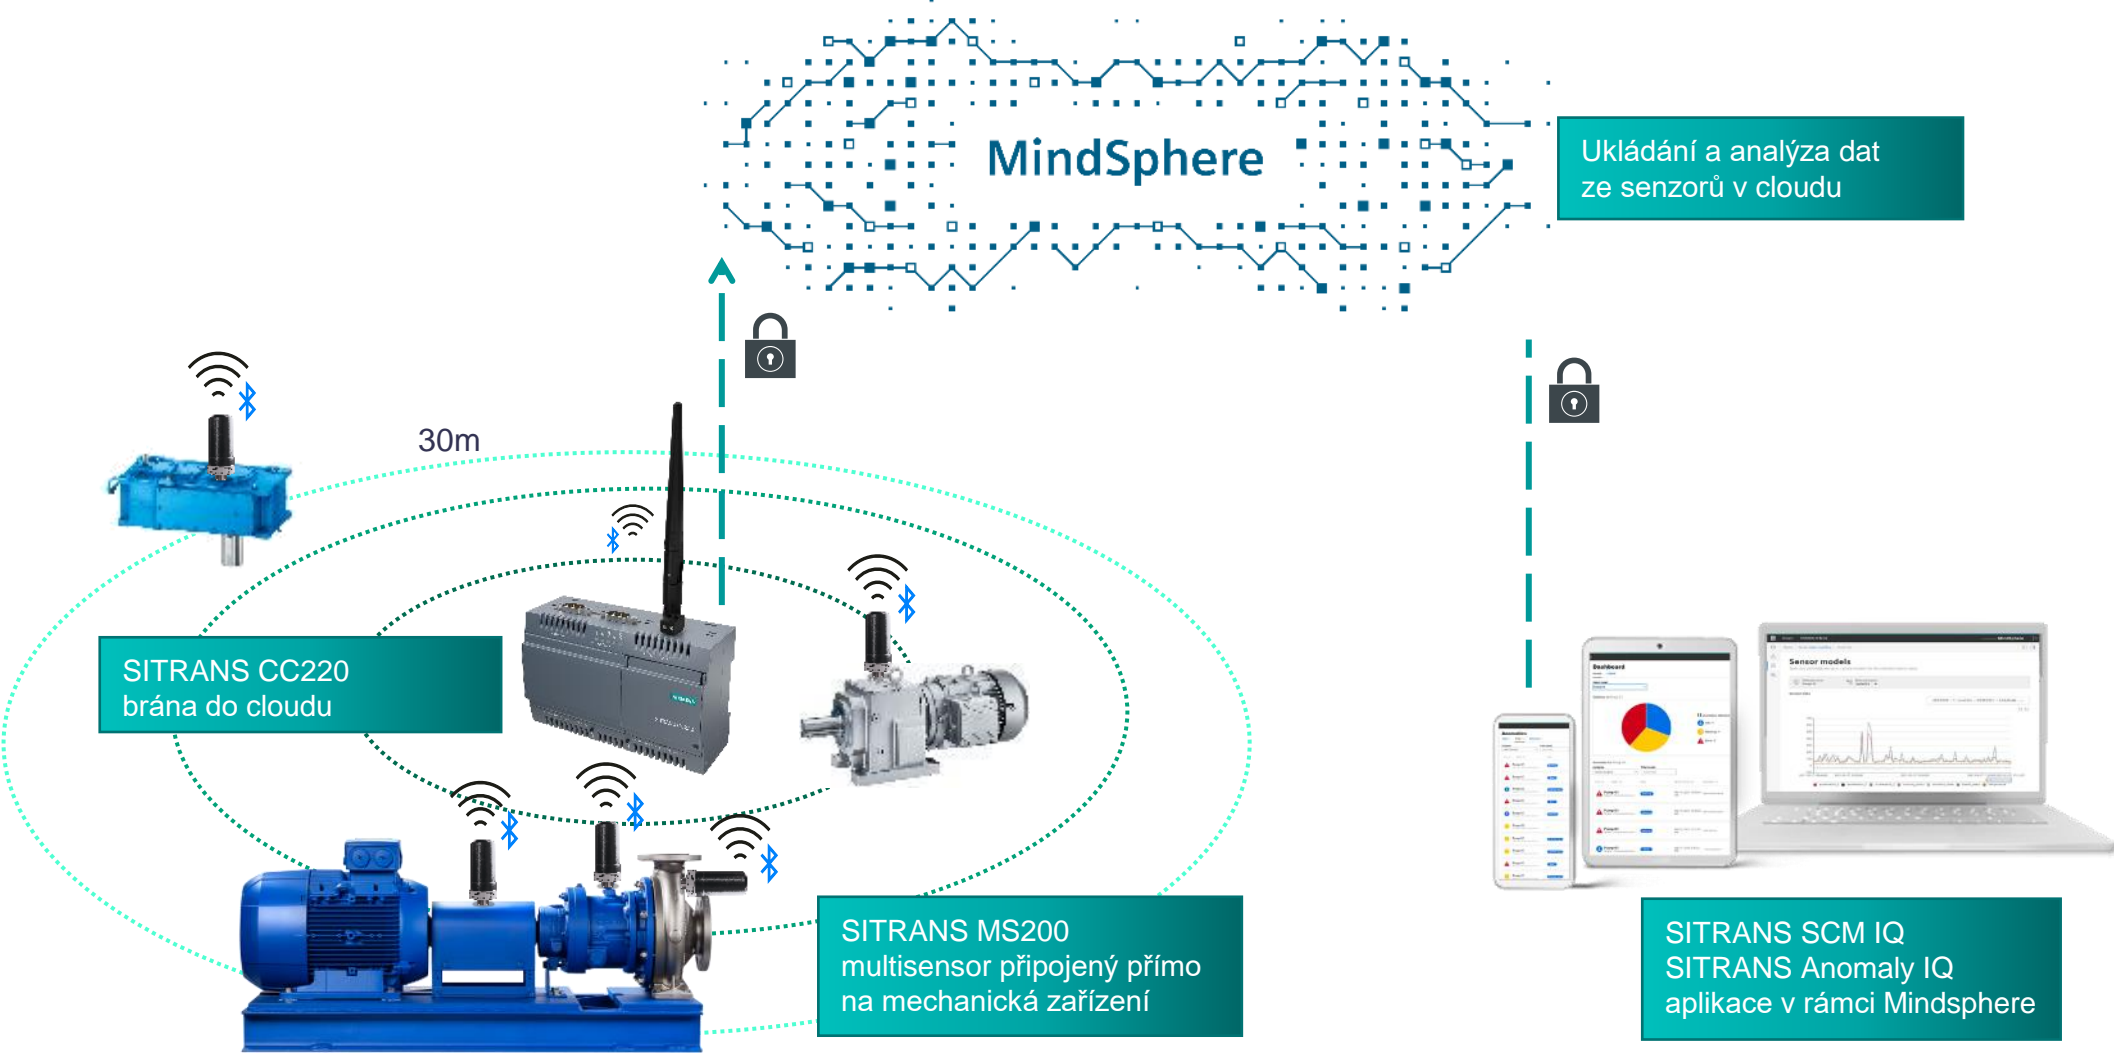 MindSphere
Ukládání a analýza dat
ze senzorů v cloudu
30m
SITRANS CC220
brána do cloudu
SIEMENS
Dashboard
Sensor models
SITRANS MS200
multisensor připojený přímo
na mechanická zařízení
SITRANS SCM IQ
SITRANS Anomaly IQ
aplikace v rámci Mindsphere